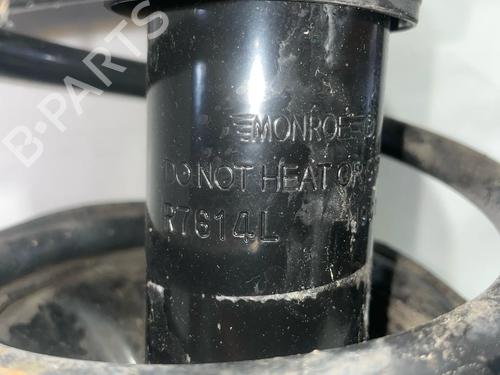 B-PARTS
MONROE
DO NOT HEAT OR
R7614L